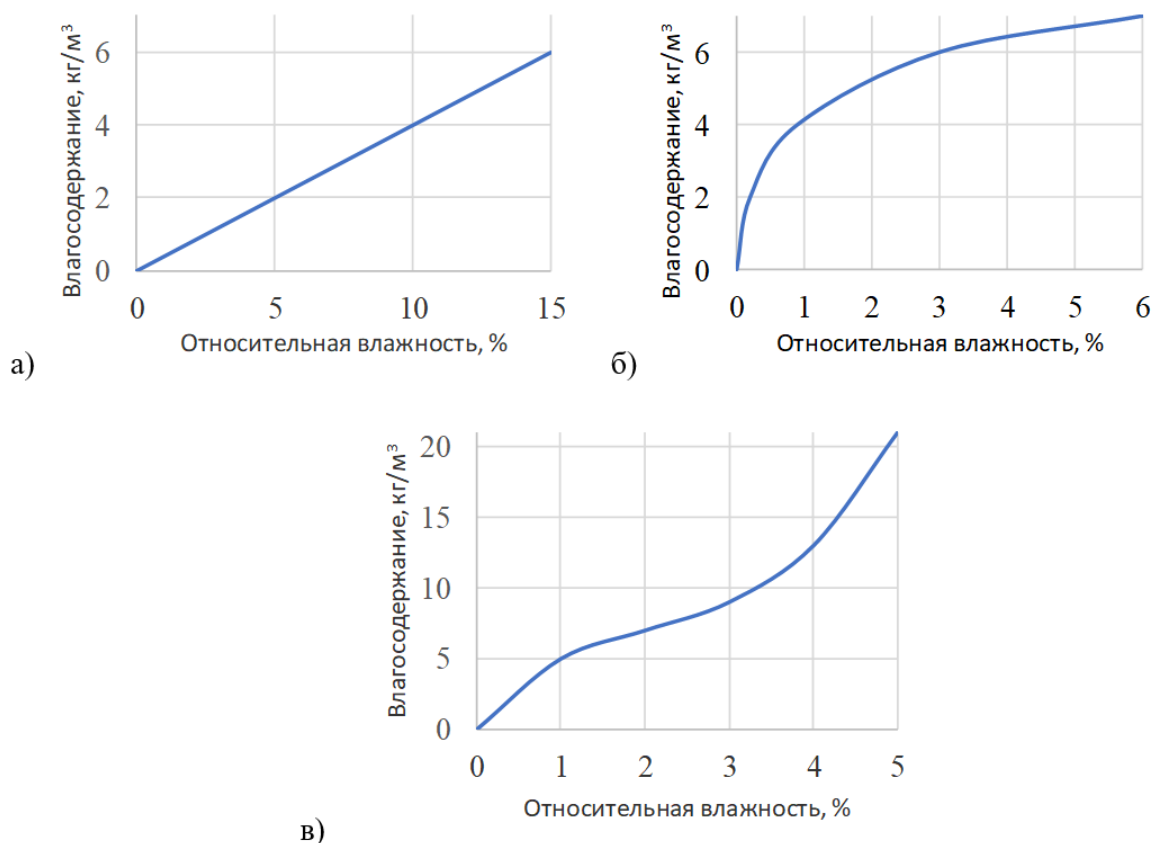 Влагосодержание, кг/м³
6
4
2
0
0 5 10 15
Относительная влажность, %
а)
Влагосодержание, кг/м³
6
4
2
0
0 1 2 3 4 5 6
Относительная влажность, %
б)
Влагосодержание, кг/м³
20
15
10
5
0
0 1 2 3 4 5
Относительная влажность, %
в)